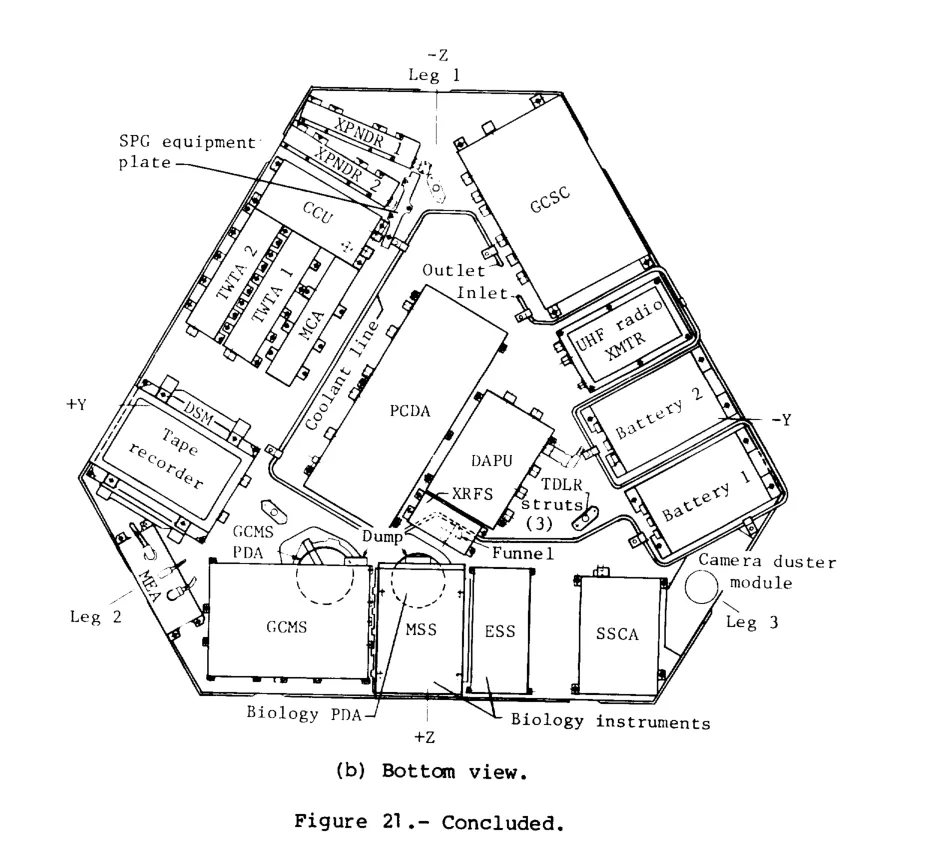 -Z
Leg 1
SPG equipment
plate
XPNDR 1
XPNDR 2
CCU
GCSC
TWTA 2
TWTA 1
MCA
Outlet
Inlet
Coolant line
UHF radio
XMTR
+Y
DSM
Tape
recorder
PCDA
Battery 2
-Y
DAPU
Battery 1
XRFS
TDLR
struts
(3)
GCMS
PDA
Dump
Funnel
Camera duster
module
MEA
Leg 2
Leg 3
GCMS
MSS
ESS
SSCA
Biology PDA
Biology instruments
+Z
(b) Bottom view.
Figure 21.- Concluded.